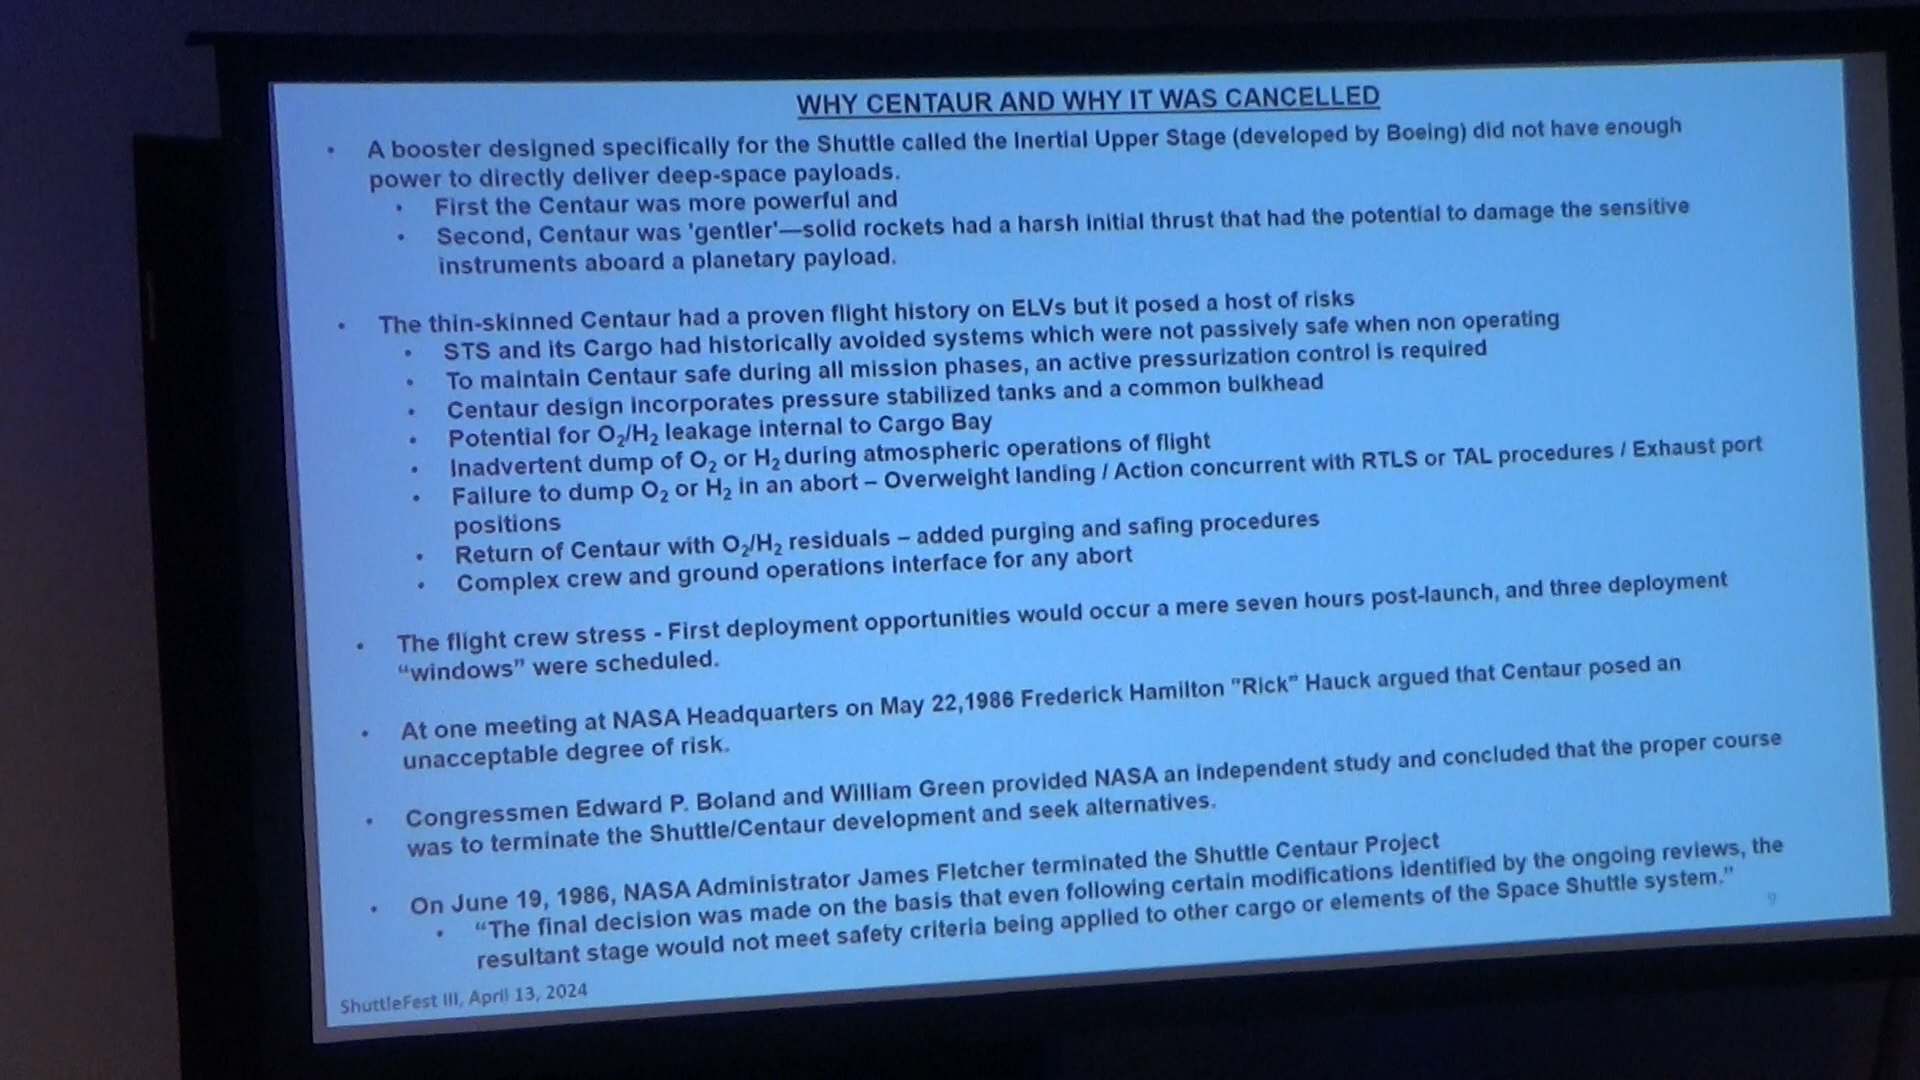 WHY CENTAUR AND WHY IT WAS CANCELLED
• A booster designed specifically for the Shuttle called the Inertial Upper Stage (developed by Boeing) did not have enough
power to directly deliver deep-space payloads.
• First the Centaur was more powerful and
• Second, Centaur was 'gentler'—solid rockets had a harsh initial thrust that had the potential to damage the sensitive
instruments aboard a planetary payload.
• The thin-skinned Centaur had a proven flight history on ELVs but it posed a host of risks
• STS and its Cargo had historically avoided systems which were not passively safe when non operating
• To maintain Centaur safe during all mission phases, an active pressurization control is required
• Centaur design incorporates pressure stabilized tanks and a common bulkhead
• Potential for O₂/H₂ leakage internal to Cargo Bay
• Inadvertent dump of O₂ or H₂ during atmospheric operations of flight
• Failure to dump O₂ or H₂ in an abort – Overweight landing / Action concurrent with RTLS or TAL procedures / Exhaust port
positions
• Return of Centaur with O₂/H₂ residuals – added purging and safing procedures
• Complex crew and ground operations interface for any abort
• The flight crew stress - First deployment opportunities would occur a mere seven hours post-launch, and three deployment
“windows” were scheduled.
• At one meeting at NASA Headquarters on May 22,1986 Frederick Hamilton "Rick" Hauck argued that Centaur posed an
unacceptable degree of risk.
• Congressmen Edward P. Boland and William Green provided NASA an independent study and concluded that the proper course
was to terminate the Shuttle/Centaur development and seek alternatives.
• On June 19, 1986, NASA Administrator James Fletcher terminated the Shuttle Centaur Project
• “The final decision was made on the basis that even following certain modifications identified by the ongoing reviews, the
resultant stage would not meet safety criteria being applied to other cargo or elements of the Space Shuttle system.”
9
ShuttleFest III, April 13, 2024